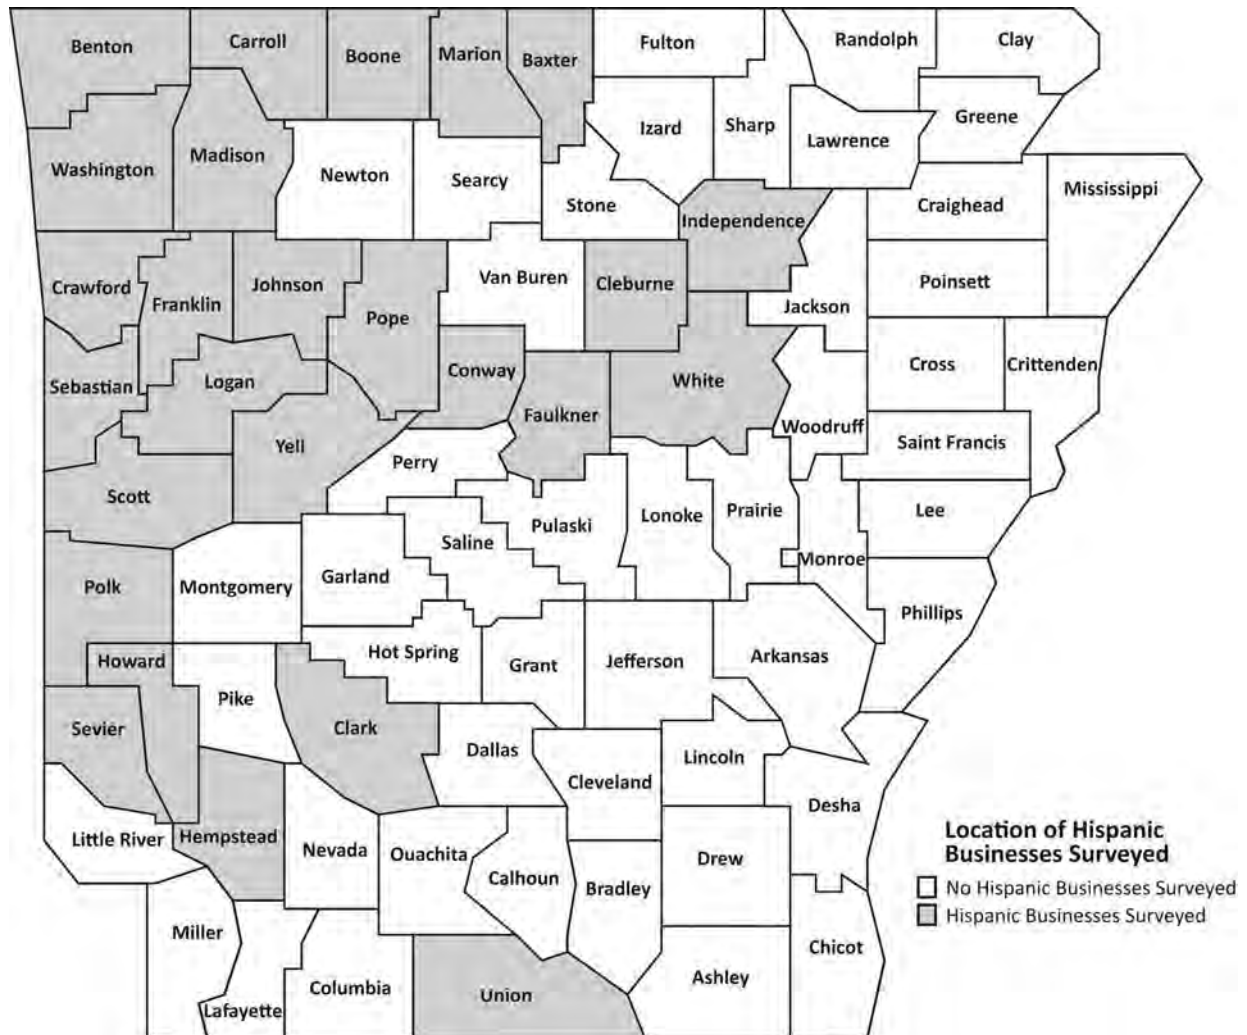 Benton
Carroll
Boone
Marion
Baxter
Fulton
Randolph
Clay
Washington
Madison
Newton
Searcy
Stone
Izard
Sharp
Lawrence
Greene
Mississippi
Craighead
Independence
Crawford
Franklin
Johnson
Pope
Van Buren
Cleburne
Jackson
Poinsett
Sebastian
Logan
Conway
Faulkner
White
Woodruff
Cross
Crittenden
Saint Francis
Yell
Perry
Scott
Pulaski
Lonoke
Prairie
Lee
Saline
Monroe
Polk
Montgomery
Garland
Phillips
Howard
Hot Spring
Grant
Jefferson
Arkansas
Pike
Sevier
Clark
Dallas
Cleveland
Lincoln
Desha
Little River
Hempstead
Nevada
Ouachita
Calhoun
Bradley
Drew
Miller
Lafayette
Columbia
Union
Ashley
Chicot
Location of Hispanic
Businesses Surveyed
No Hispanic Businesses Surveyed
Hispanic Businesses Surveyed